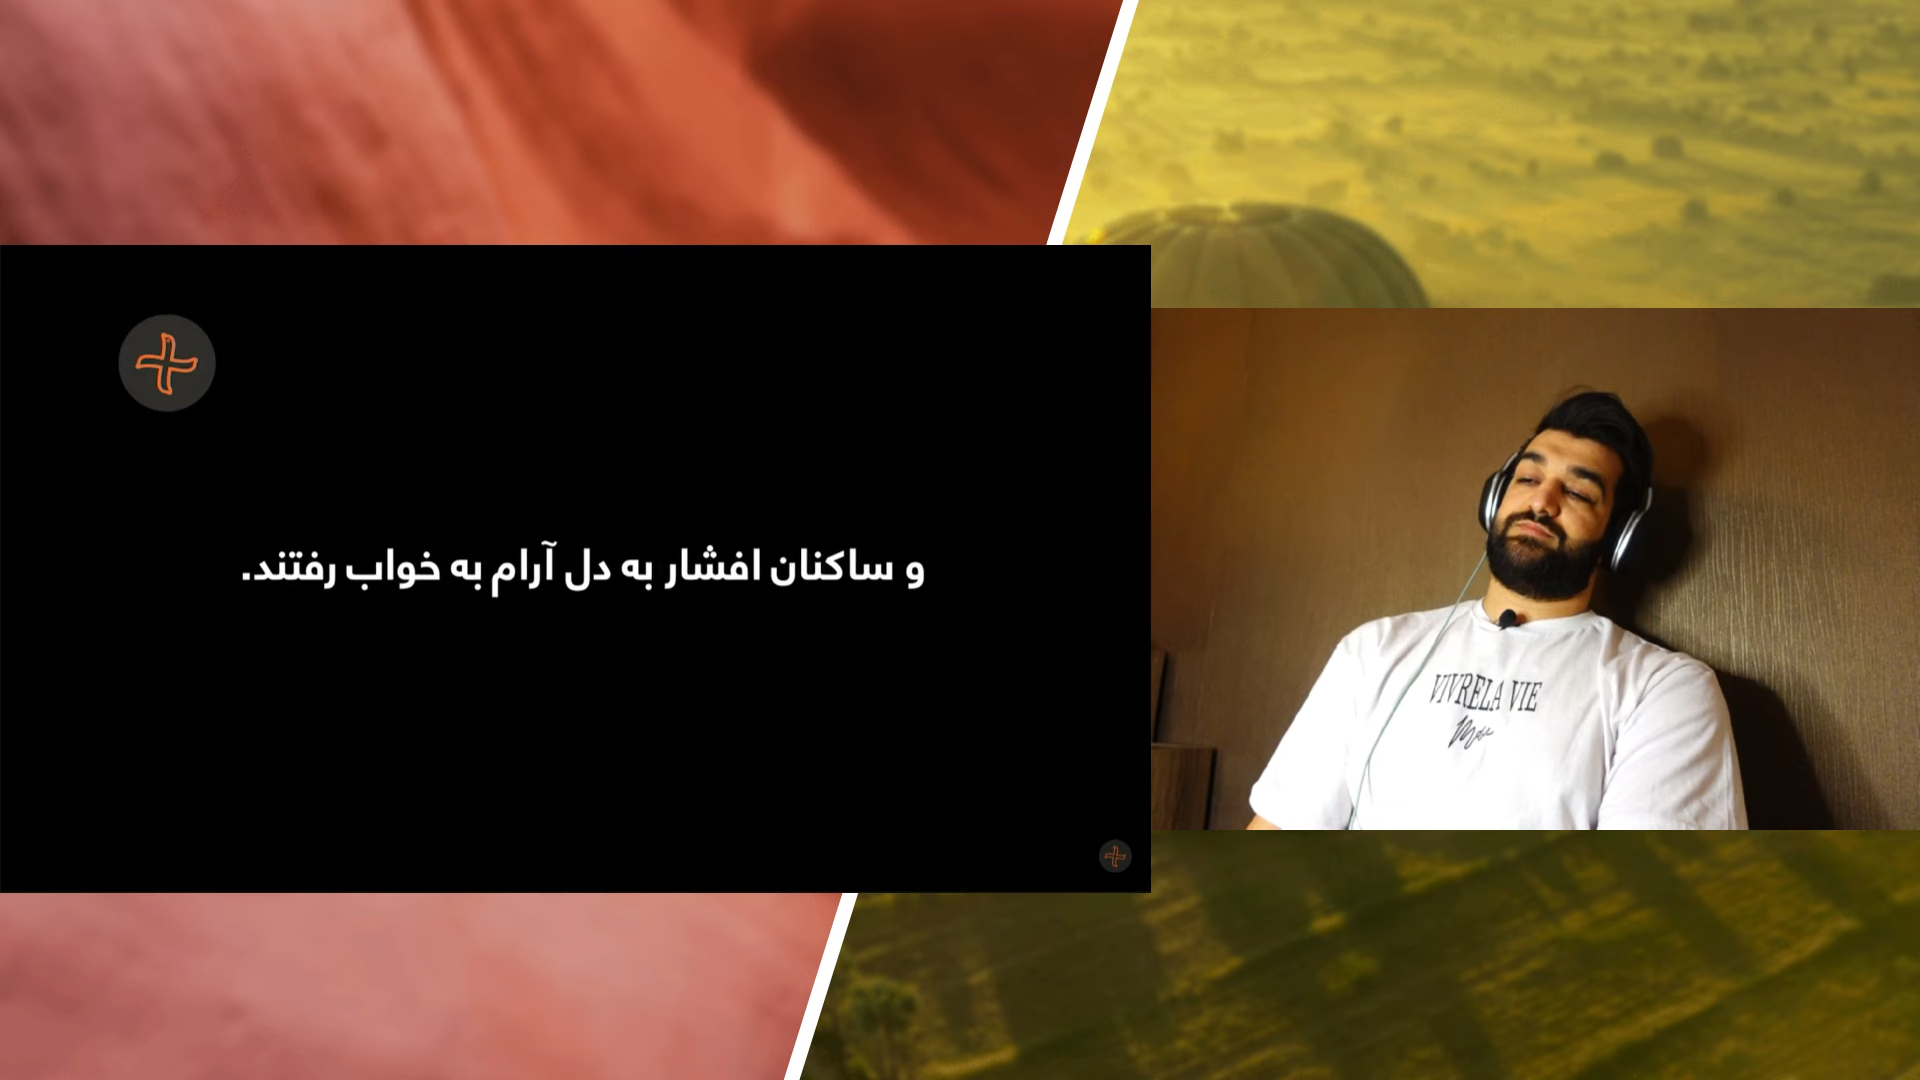 و ساکنان افشار به دل آرام به خواب رفتند.
VIVRE LA VIE